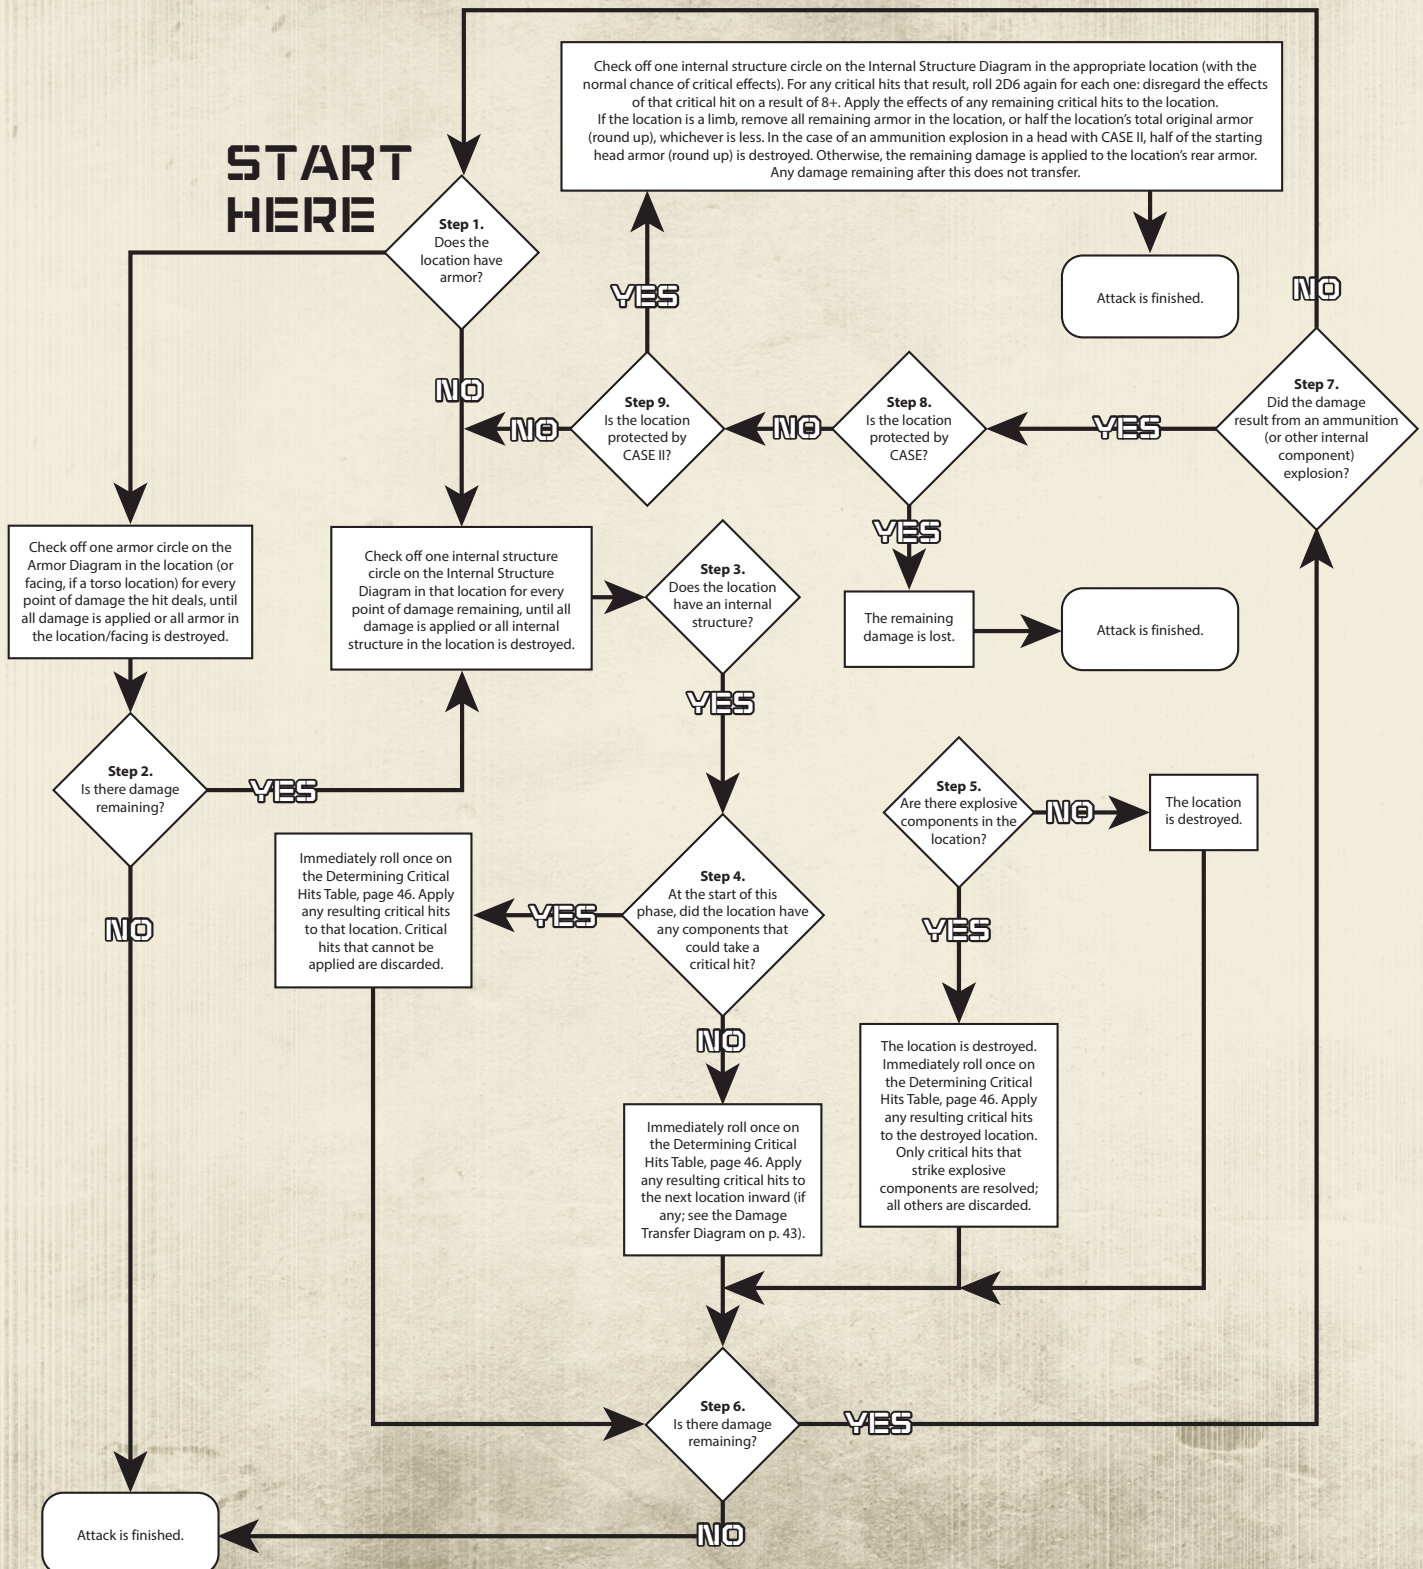 START
HERE
Check off one internal structure circle on the Internal Structure Diagram in the appropriate location (with the
normal chance of critical effects). For any critical hits that result, roll 2D6 again for each one: disregard the effects
of that critical hit on a result of 8+. Apply the effects of any remaining critical hits to the location.
If the location is a limb, remove all remaining armor in the location, or half the location's total original armor
(round up), whichever is less. In the case of an ammunition explosion in a head with CASE II, half of the starting
head armor (round up) is destroyed. Otherwise, the remaining damage is applied to the location's rear armor.
Any damage remaining after this does not transfer.
Step 1.
Does the
location have
armor?
YES
Attack is finished.
NO
NO
Step 9.
Is the location
protected by
CASE II?
NO
Step 8.
Is the location
protected by
CASE?
NO
YES
Step 7.
Did the damage
result from an ammunition
(or other internal
component)
explosion?
YES
Check off one armor circle on the
Armor Diagram in the location (or
facing, if a torso location) for every
point of damage the hit deals, until
all damage is applied or all armor in
the location/facing is destroyed.
Check off one internal structure
circle on the Internal Structure
Diagram in that location for every
point of damage remaining, until all
damage is applied or all internal
structure in the location is destroyed.
Step 3.
Does the location
have an internal
structure?
The remaining
damage is lost.
Attack is finished.
YES
Step 2.
Is there damage
remaining?
YES
Step 5.
Are there explosive
components in the
location?
NO
The location
is destroyed.
Immediately roll once on
the Determining Critical
Hits Table, page 46. Apply
any resulting critical hits
to that location. Critical
hits that cannot be
applied are discarded.
YES
Step 4.
At the start of this
phase, did the location have
any components that
could take a
critical hit?
YES
NO
NO
The location is destroyed.
Immediately roll once on
the Determining Critical
Hits Table, page 46. Apply
any resulting critical hits
to the destroyed location.
Only critical hits that
strike explosive
components are resolved;
all others are discarded.
Immediately roll once on
the Determining Critical
Hits Table, page 46. Apply
any resulting critical hits to
the next location inward (if
any; see the Damage
Transfer Diagram on p. 43).
Step 6.
Is there damage
remaining?
YES
NO
Attack is finished.